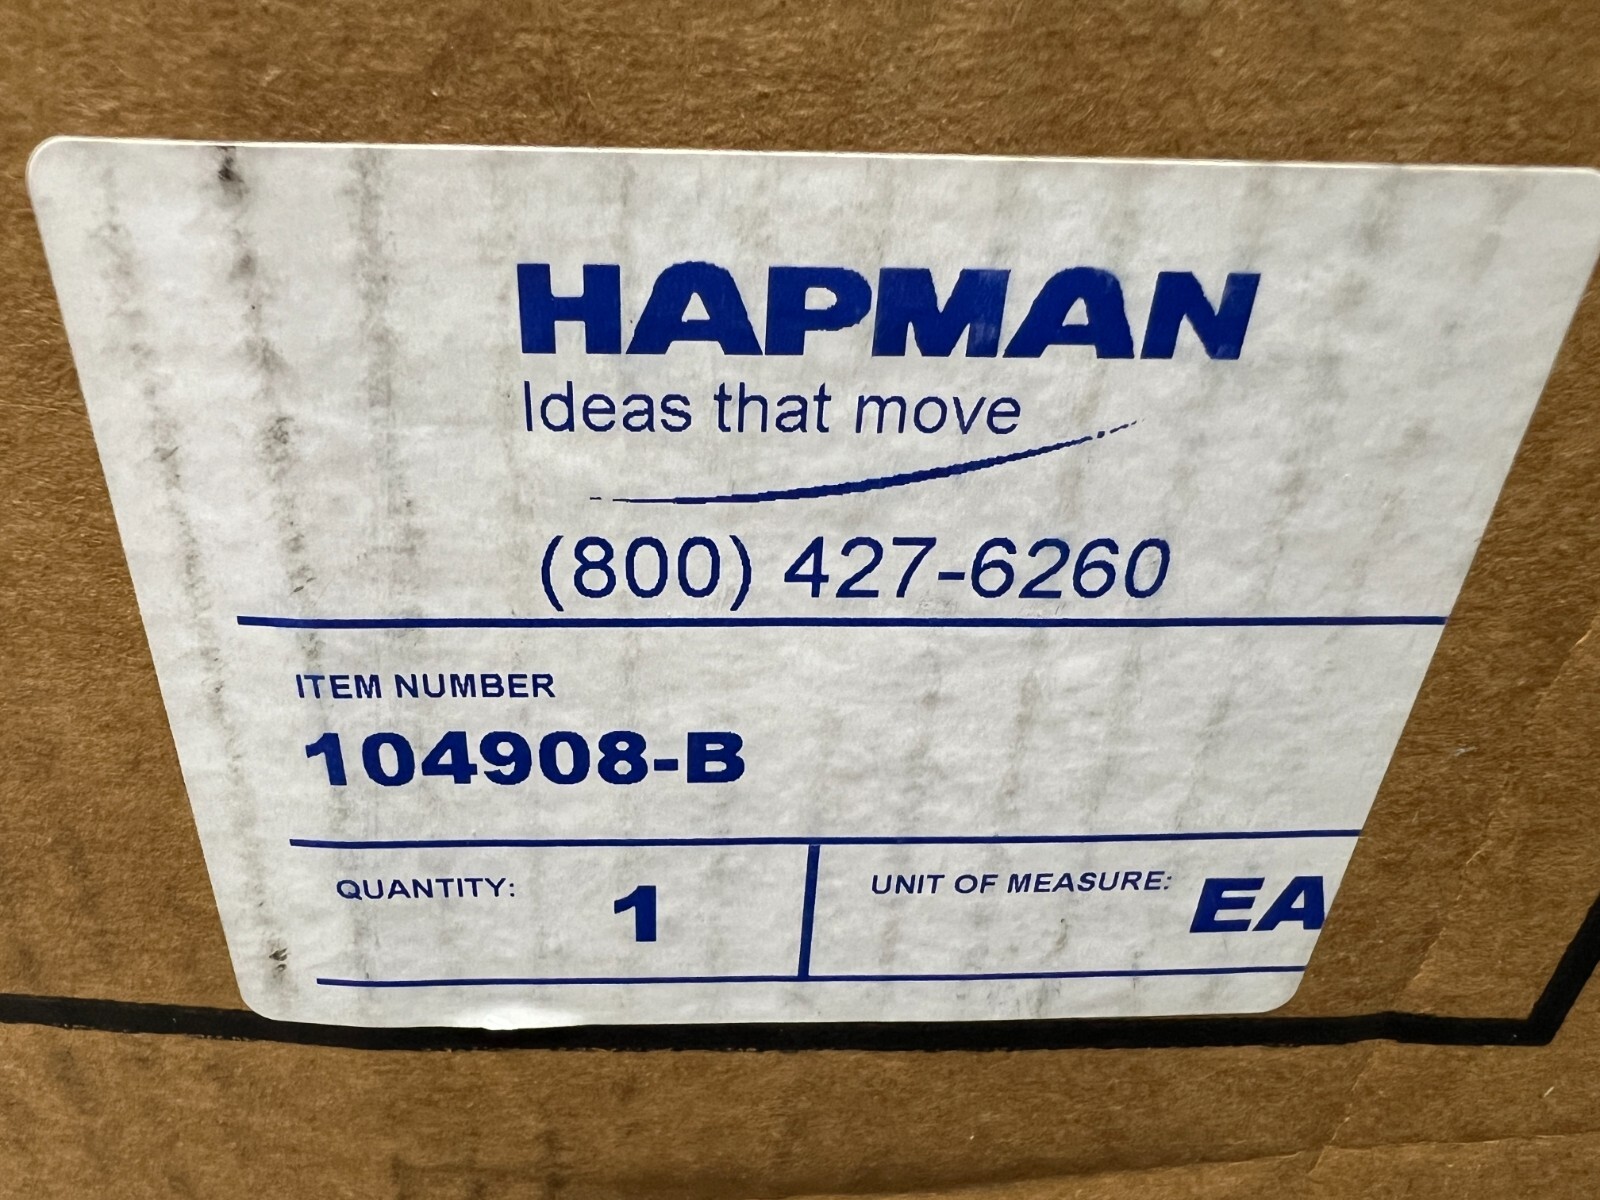 HAPMAN
Ideas that move
(800) 427-6260
ITEM NUMBER
104908-B
QUANTITY: 1 UNIT OF MEASURE: EA